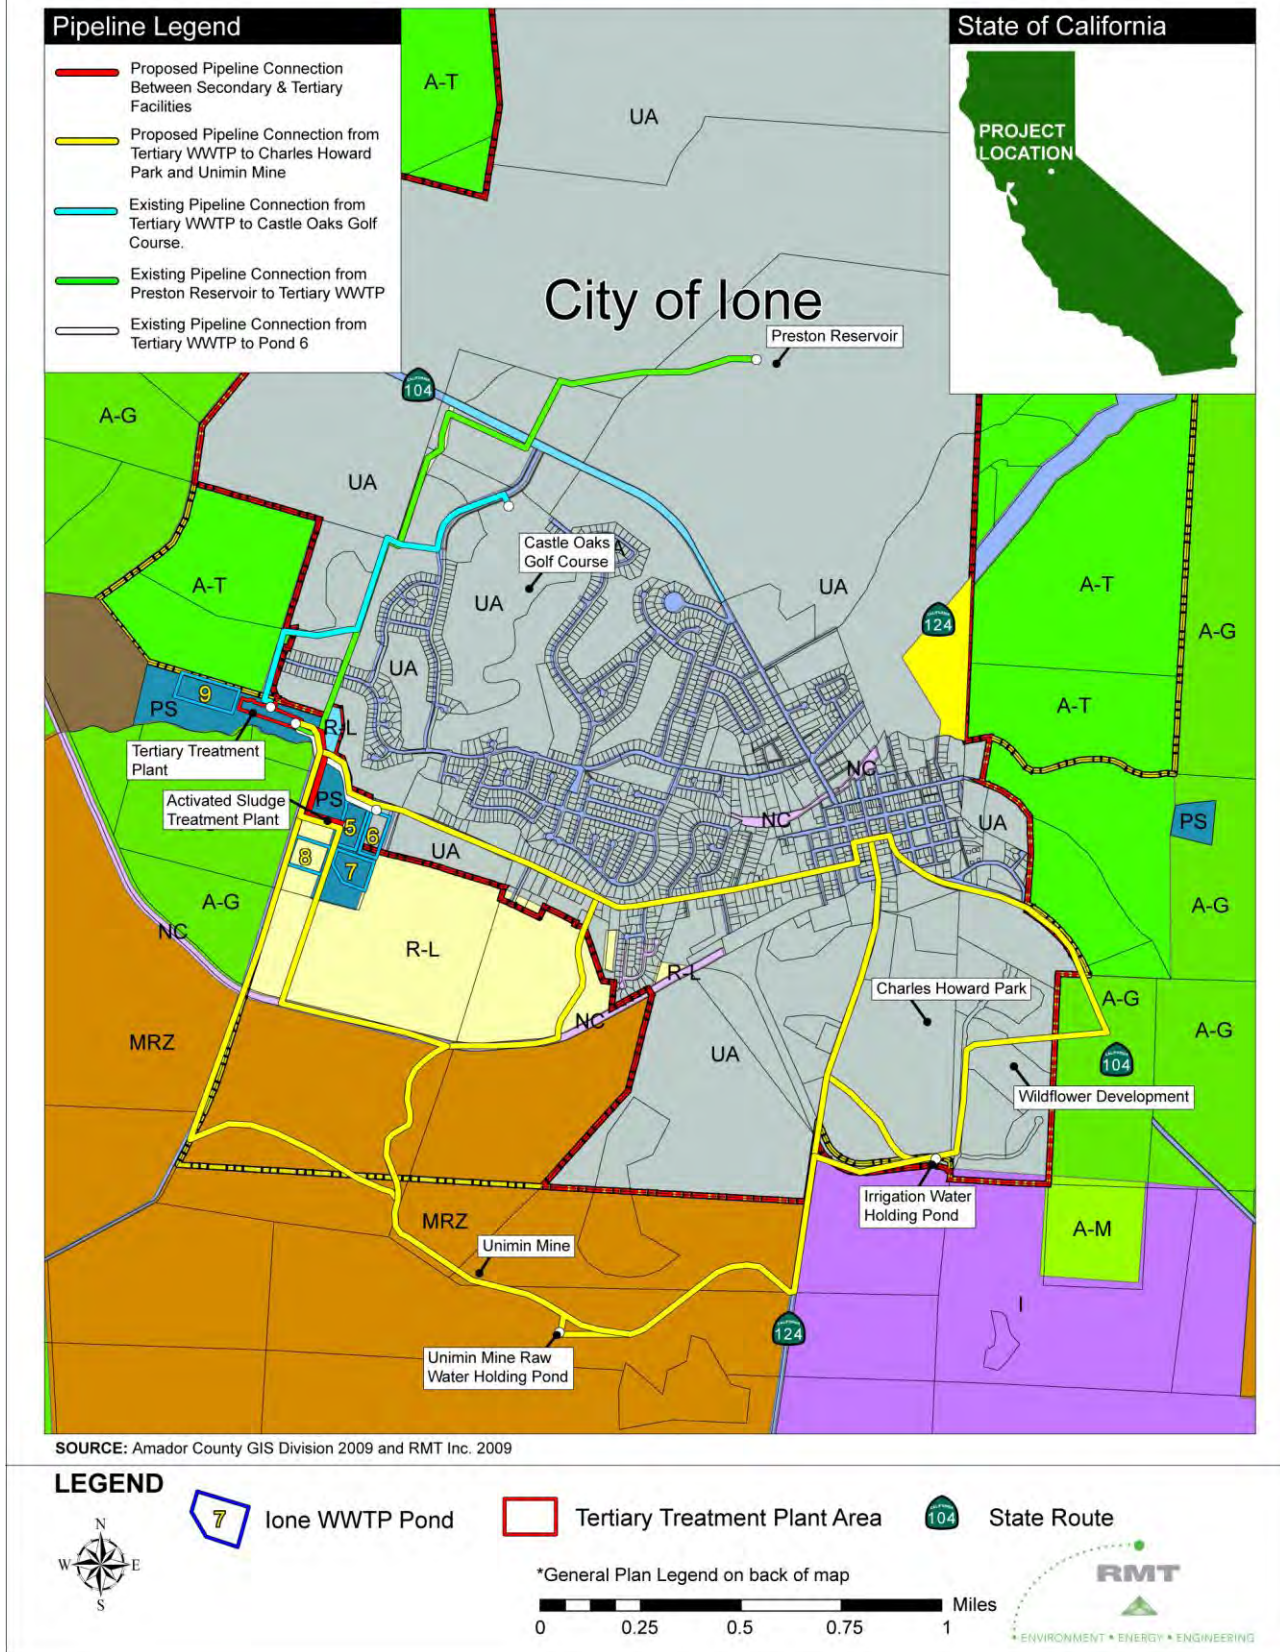 Pipeline Legend
Proposed Pipeline Connection
Between Secondary & Tertiary
Facilities
Proposed Pipeline Connection from
Tertiary WWTP to Charles Howard
Park and Unimin Mine
Existing Pipeline Connection from
Tertiary WWTP to Castle Oaks Golf
Course.
Existing Pipeline Connection from
Preston Reservoir to Tertiary WWTP
Existing Pipeline Connection from
Tertiary WWTP to Pond 6
State of California
PROJECT
LOCATION
A-T
UA
City of Ione
Preston Reservoir
CALIFORNIA
104
A-G
UA
Castle Oaks
Golf Course
A-T
UA
UA
A-T
CALIFORNIA
124
A-G
UA
PS
9
R-L
A-T
Tertiary Treatment
Plant
NC
Activated Sludge
Treatment Plant
PS
5
6
8
7
UA
NC
UA
PS
A-G
A-G
NC
R-L
R-L
Charles Howard Park
A-G
NC
A-G
MRZ
UA
CALIFORNIA
104
Wildflower Development
Irrigation Water
Holding Pond
MRZ
A-M
Unimin Mine
I
CALIFORNIA
124
Unimin Mine Raw
Water Holding Pond
SOURCE: Amador County GIS Division 2009 and RMT Inc. 2009
LEGEND
N
W
E
S
7
Ione WWTP Pond
Tertiary Treatment Plant Area
CALIFORNIA
104
State Route
*General Plan Legend on back of map
Miles
0 0.25 0.5 0.75 1
RMT
ENVIRONMENT • ENERGY • ENGINEERING